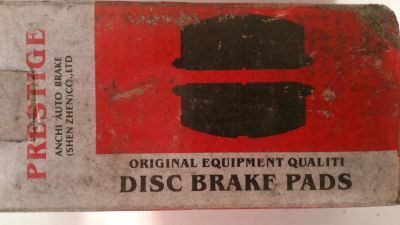 PRESTIGE
ANCHI AUTO BRAKE
(SHEN ZHEN)CO.,LTD
ORIGINAL EQUIPMENT QUALITI
DISC BRAKE PADS